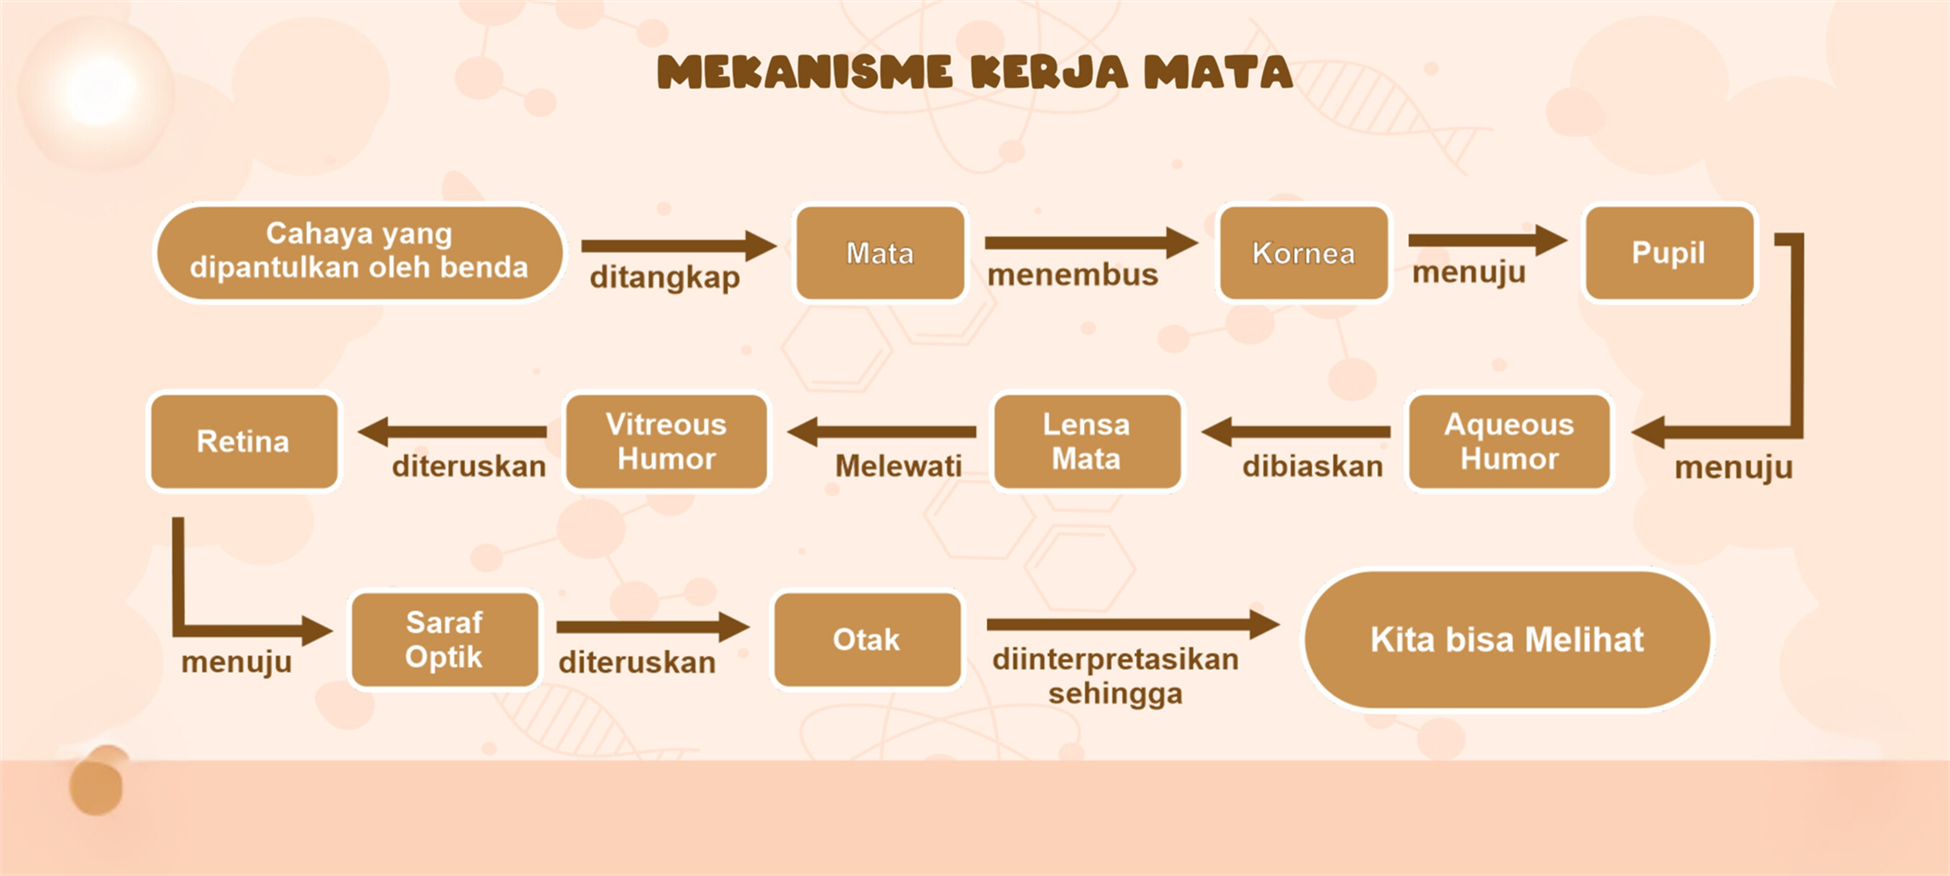 MEKANISME KERJA MATA
Cahaya yang
dipantulkan oleh benda
ditangkap
Mata
menembus
Kornea
menuju
Pupil
menuju
Aqueous
Humor
dibiaskan
Lensa
Mata
Melewati
Vitreous
Humor
diteruskan
Retina
menuju
Saraf
Optik
diteruskan
Otak
diinterpretasikan
sehingga
Kita bisa Melihat